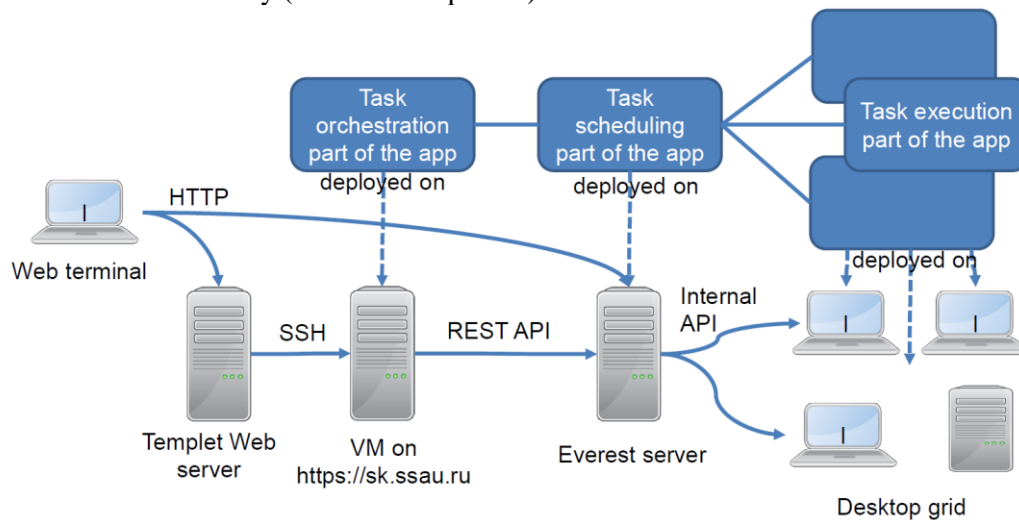 Task
orchestration
part of the app
Task
scheduling
part of the app
Task execution
part of the app
deployed on
deployed on
deployed on
HTTP
Web terminal
SSH
REST API
Internal
API
Templet Web
server
VM on
https://sk.ssau.ru
Everest server
Desktop grid